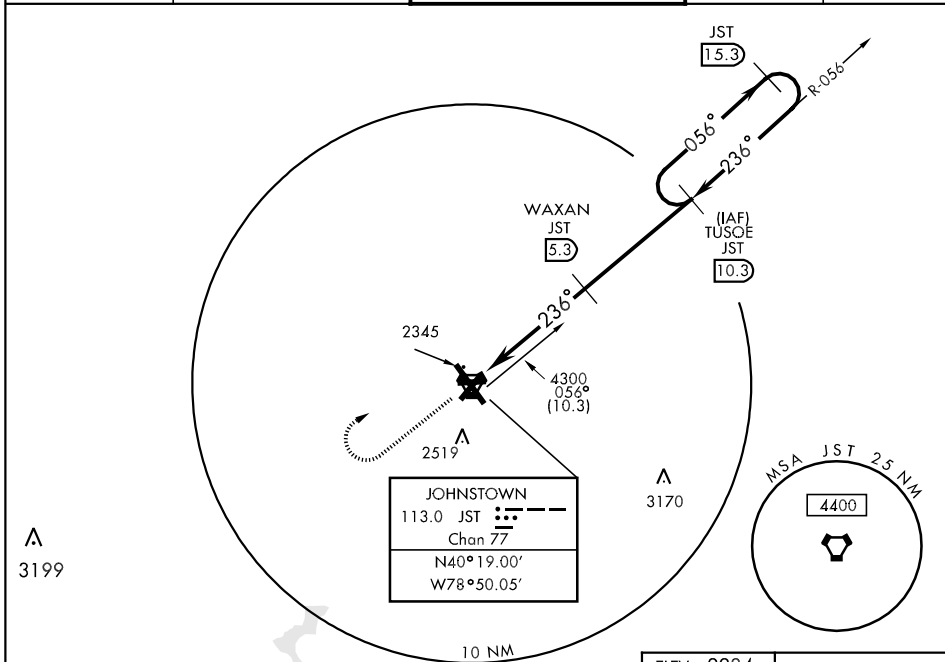 JST
15.3
R-056
056°
236°
WAXAN
JST
5.3
(IAF)
TUSOE
JST
10.3
236°
2345
4300
056°
(10.3)
2519
3170
3199
JOHNSTOWN
113.0 JST
Chan 77
N40°19.00'
W78°50.05'
MSA JST 25 NM
4400
10 NM